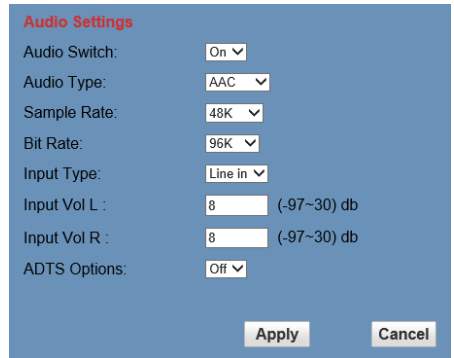 Audio Settings
Audio Switch: On
Audio Type: AAC
Sample Rate: 48K
Bit Rate: 96K
Input Type: Line in
Input Vol L : 8 (-97~30) db
Input Vol R : 8 (-97~30) db
ADTS Options: Off
Apply Cancel